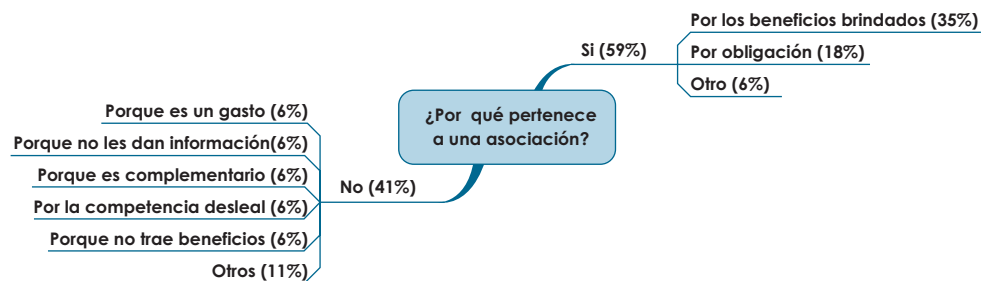 Por los beneficios brindados (35%)
Si (59%)
Por obligación (18%)
Otro (6%)
¿Por qué pertenece
a una asociación?
Porque es un gasto (6%)
Porque no les dan información(6%)
Porque es complementario (6%)
No (41%)
Por la competencia desleal (6%)
Porque no trae beneficios (6%)
Otros (11%)